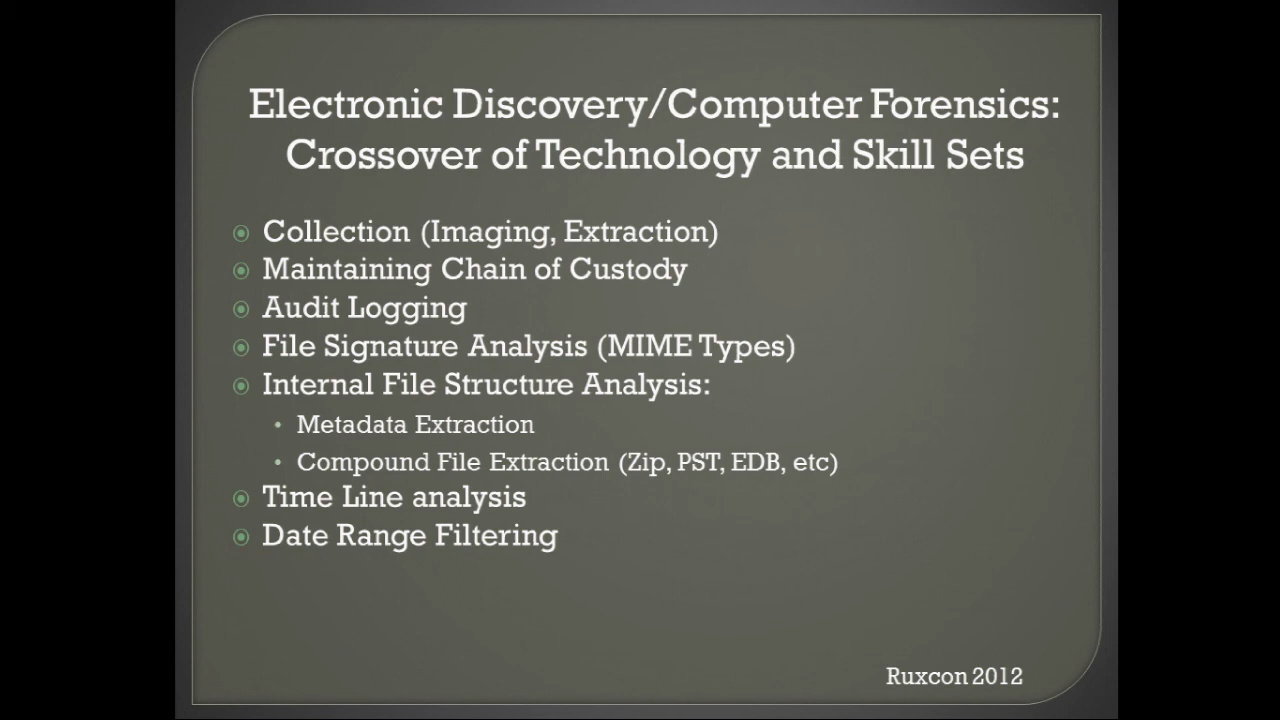 Electronic Discovery/Computer Forensics:
Crossover of Technology and Skill Sets
Collection (Imaging, Extraction)
Maintaining Chain of Custody
Audit Logging
File Signature Analysis (MIME Types)
Internal File Structure Analysis:
Metadata Extraction
Compound File Extraction (Zip, PST, EDB, etc)
Time Line analysis
Date Range Filtering
Ruxcon 2012